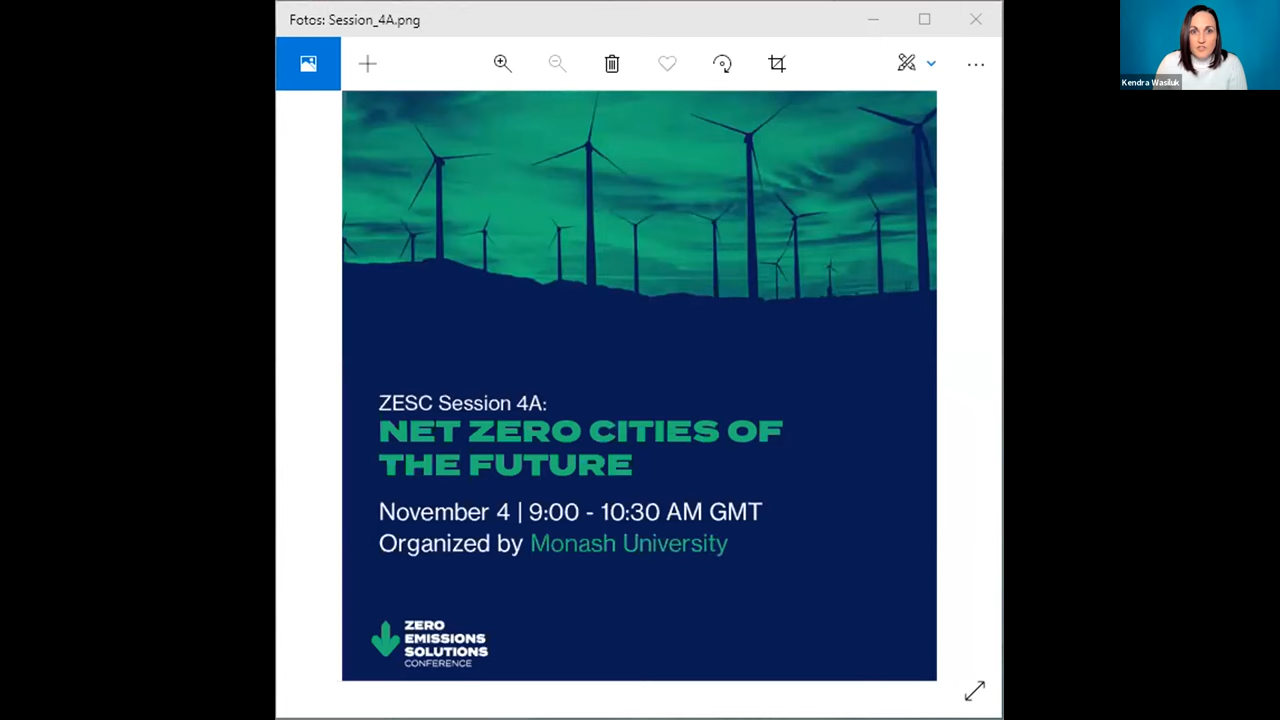 Fotos: Session_4A.png
Kendra Wasiluk
ZESC Session 4A:
NET ZERO CITIES OF
THE FUTURE
November 4 | 9:00 - 10:30 AM GMT
Organized by Monash University
ZERO
EMISSIONS
SOLUTIONS
CONFERENCE